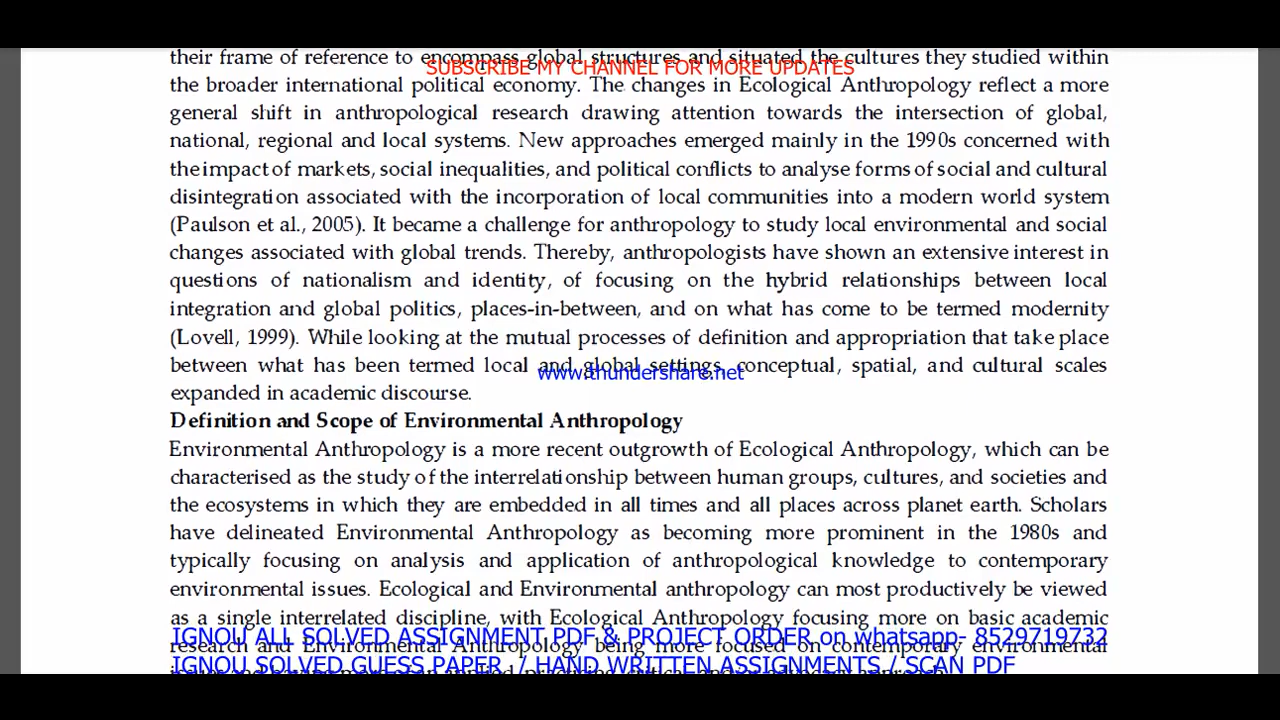 their frame of reference to encompass global structures and situated the cultures they studied within
SUBSCRIBE MY CHANNEL FOR MORE UPDATES
the broader international political economy. The changes in Ecological Anthropology reflect a more
general shift in anthropological research drawing attention towards the intersection of global,
national, regional and local systems. New approaches emerged mainly in the 1990s concerned with
the impact of markets, social inequalities, and political conflicts to analyse forms of social and cultural
disintegration associated with the incorporation of local communities into a modern world system
(Paulson et al., 2005). It became a challenge for anthropology to study local environmental and social
changes associated with global trends. Thereby, anthropologists have shown an extensive interest in
questions of nationalism and identity, of focusing on the hybrid relationships between local
integration and global politics, places-in-between, and on what has come to be termed modernity
(Lovell, 1999). While looking at the mutual processes of definition and appropriation that take place
between what has been termed local and global settings, conceptual, spatial, and cultural scales
www.thundershare.net
expanded in academic discourse.
Definition and Scope of Environmental Anthropology
Environmental Anthropology is a more recent outgrowth of Ecological Anthropology, which can be
characterised as the study of the interrelationship between human groups, cultures, and societies and
the ecosystems in which they are embedded in all times and all places across planet earth. Scholars
have delineated Environmental Anthropology as becoming more prominent in the 1980s and
typically focusing on analysis and application of anthropological knowledge to contemporary
environmental issues. Ecological and Environmental anthropology can most productively be viewed
as a single interrelated discipline, with Ecological Anthropology focusing more on basic academic
IGNOU ALL SOLVED ASSIGNMENT PDF & PROJECT ORDER on whatsapp- 8529719732
research and Environmental Anthropology being more focused on contemporary environmental
IGNOU SOLVED GUESS PAPER / HAND WRITTEN ASSIGNMENTS / SCAN PDF